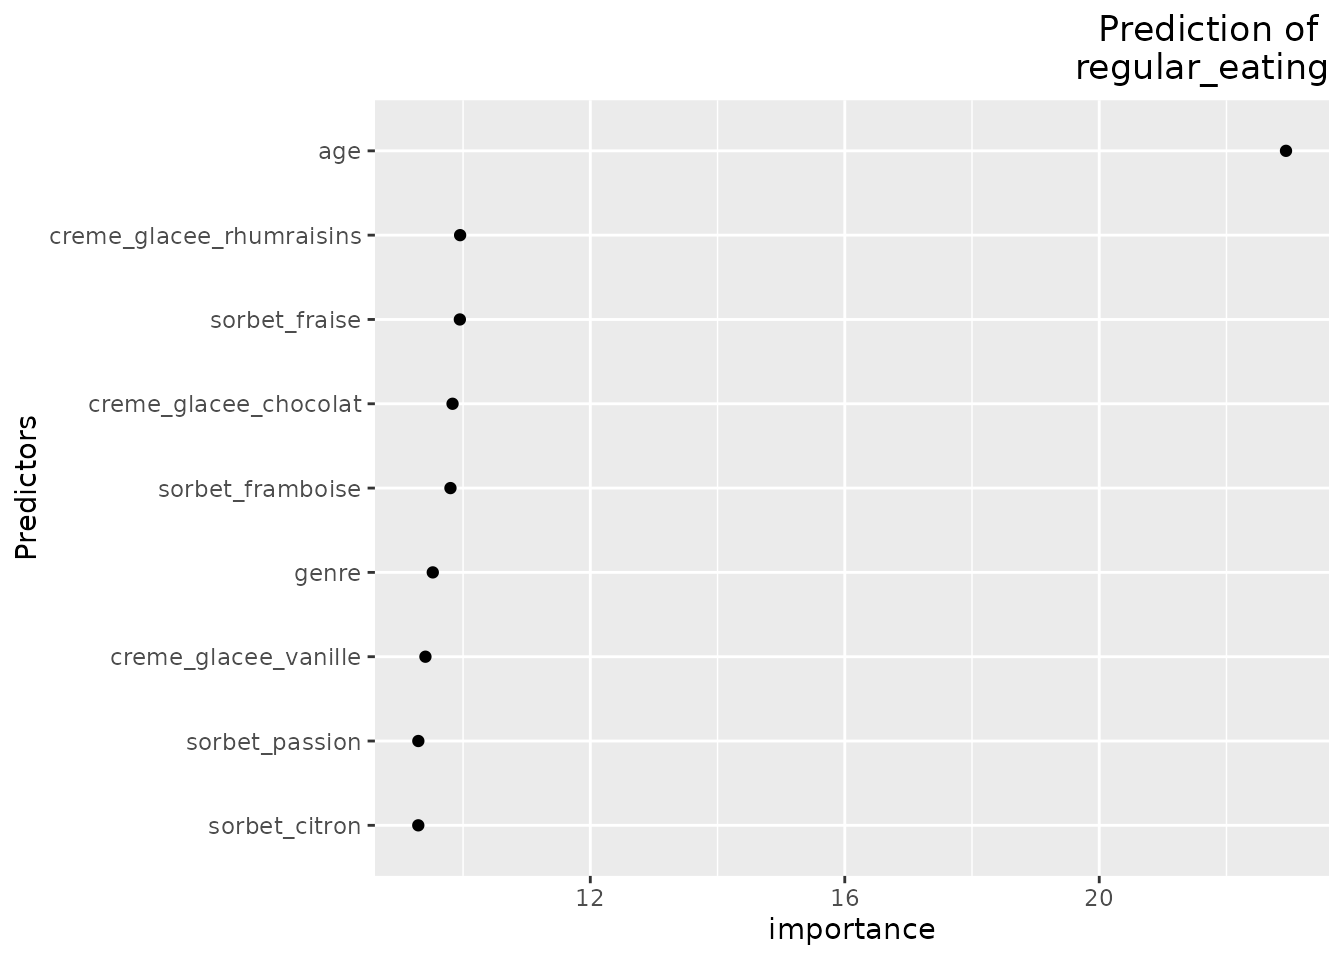 Prediction of
regular_eating
Predictors
age
creme_glacee_rhumraisins
sorbet_fraise
creme_glacee_chocolat
sorbet_framboise
genre
creme_glacee_vanille
sorbet_passion
sorbet_citron
12 16 20
importance